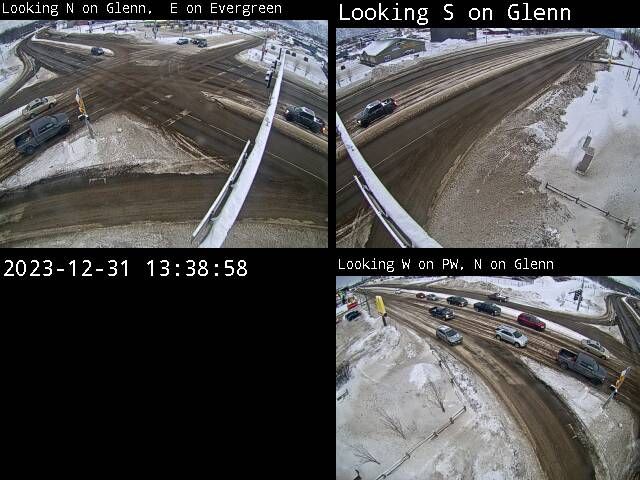 Looking N on Glenn,  E on Evergreen
Looking S on Glenn
2023-12-31 13:38:58
Looking W on PW, N on Glenn